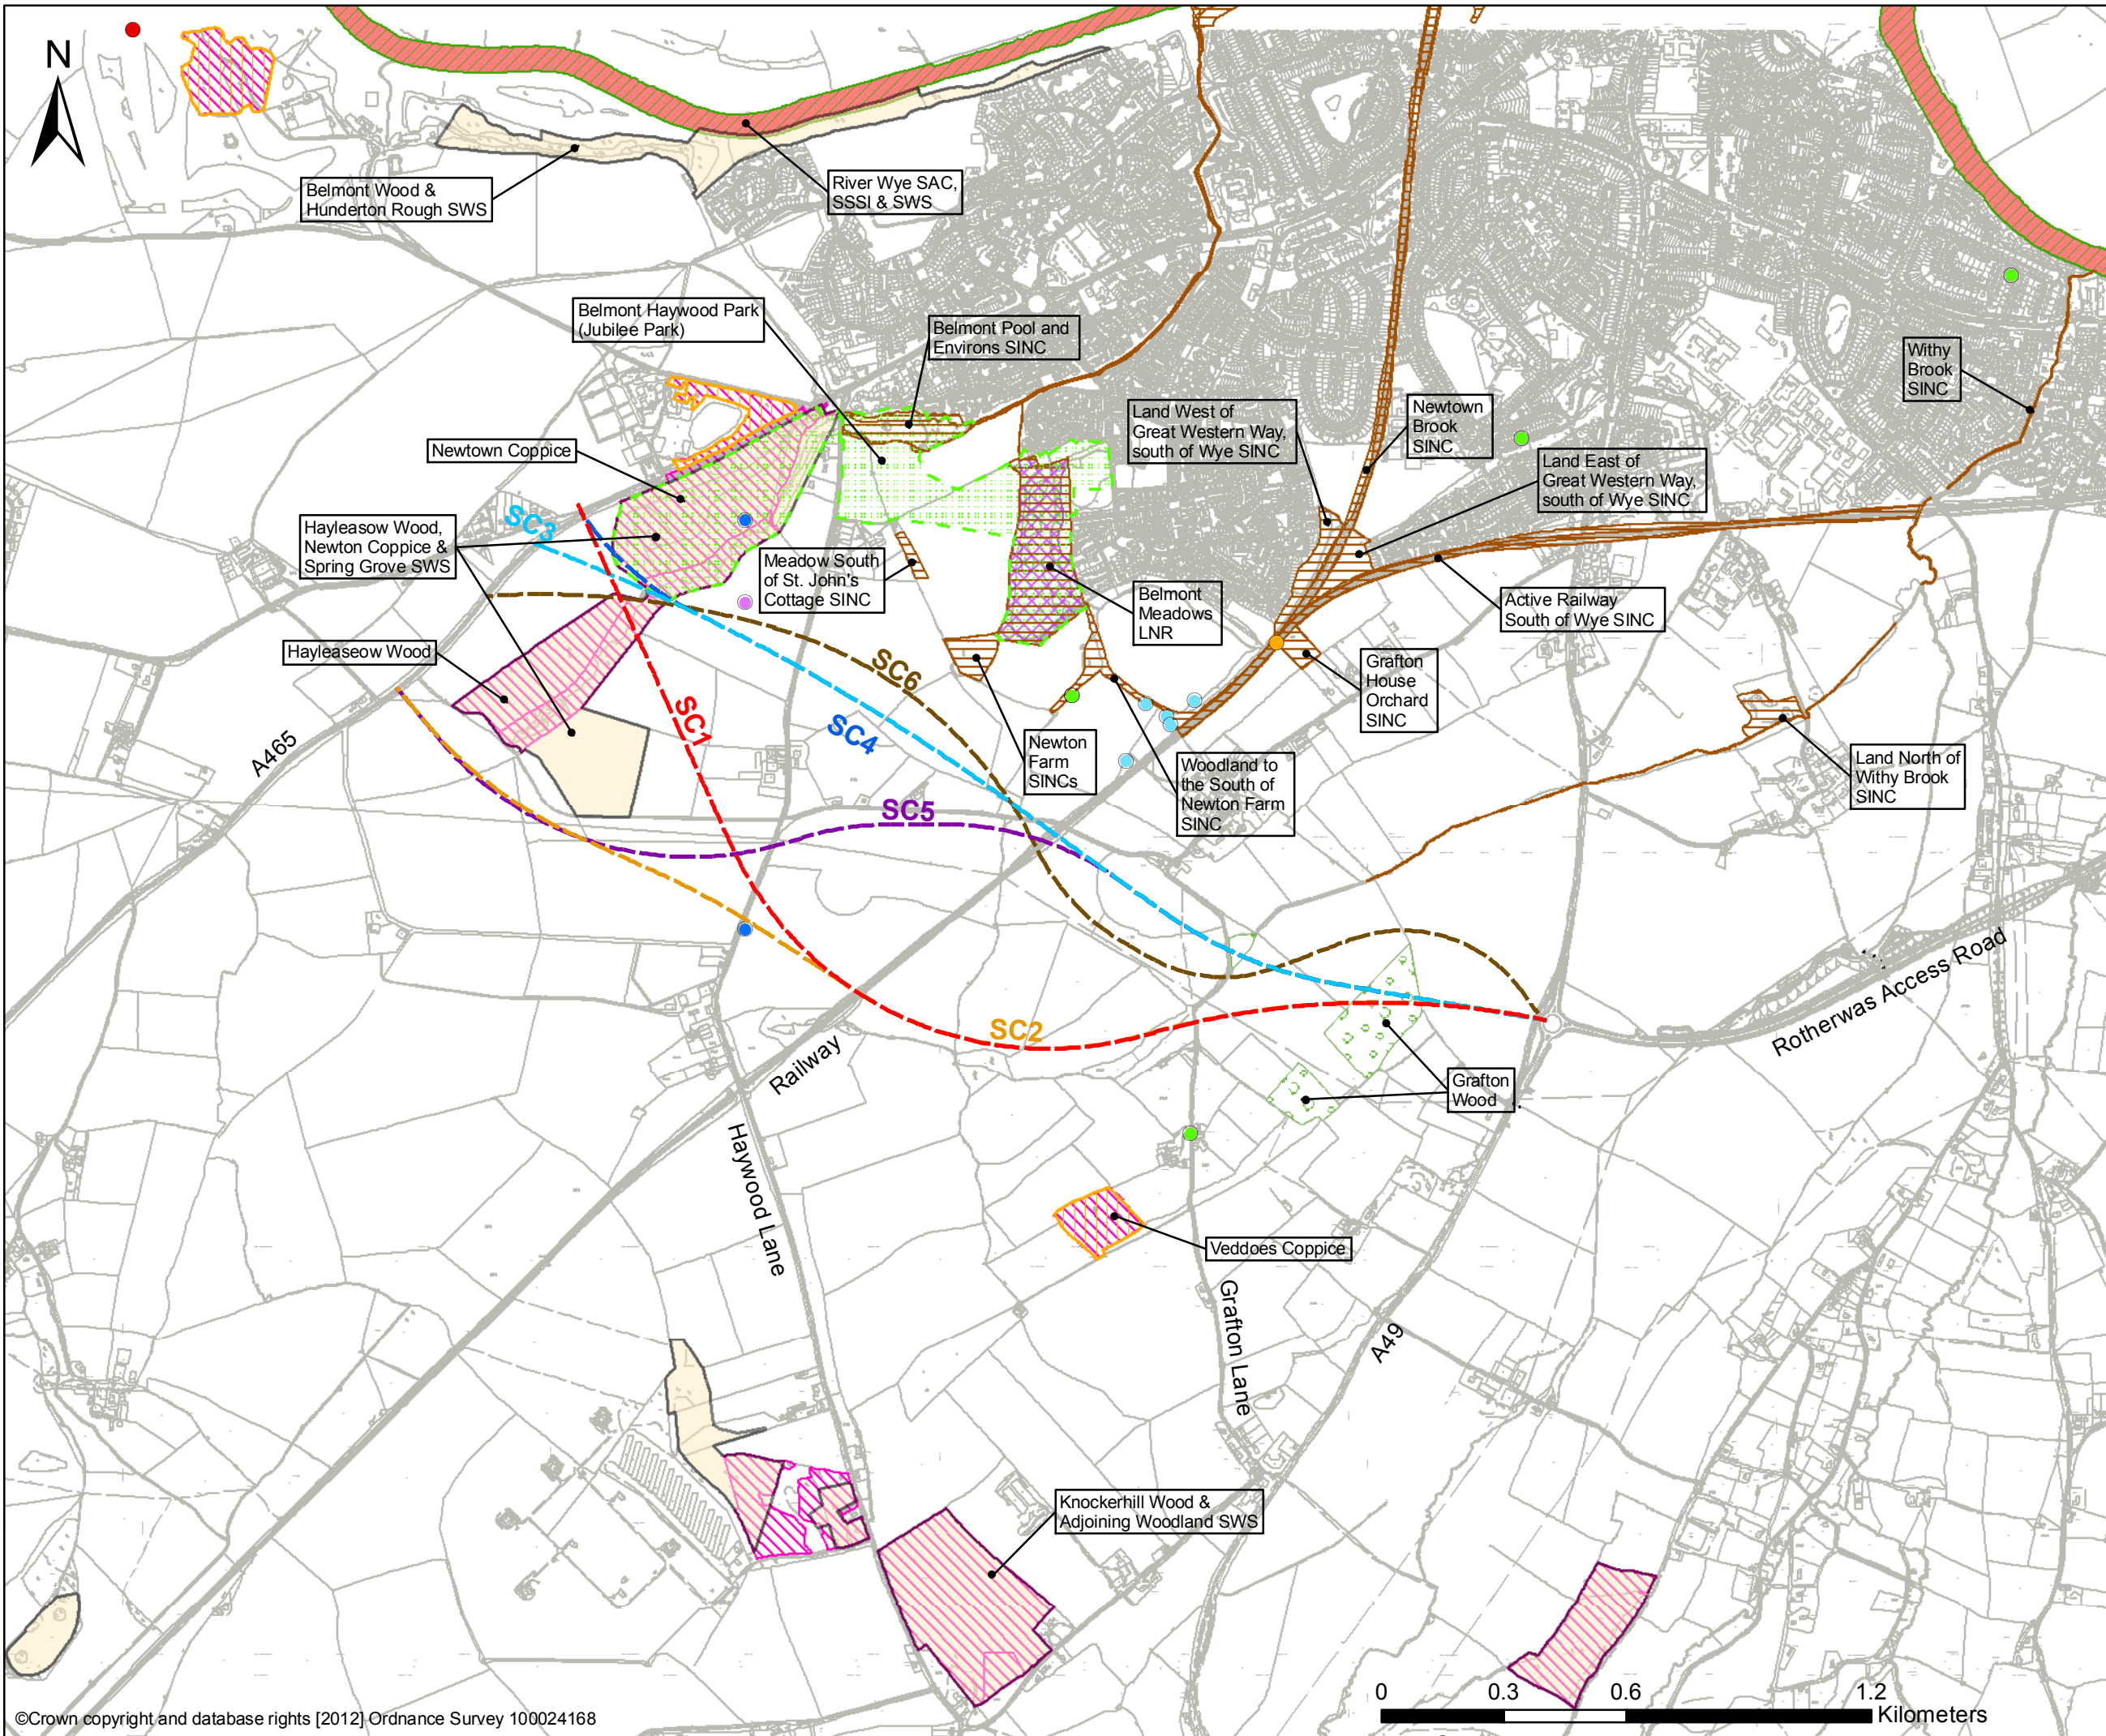 N
Belmont Wood &
Hunderton Rough SWS
River Wye SAC,
SSSI & SWS
Belmont Haywood Park
(Jubilee Park)
Belmont Pool and
Environs SINC
Withy
Brook
SINC
Land West of
Great Western Way,
south of Wye SINC
Newtown
Brook
SINC
Newtown Coppice
Land East of
Great Western Way,
south of Wye SINC
SC3
Hayleasow Wood,
Newton Coppice &
Spring Grove SWS
Meadow South
of St. John's
Cottage SINC
Belmont
Meadows
LNR
Active Railway
South of Wye SINC
Hayleaseow Wood
SC6
Grafton
House
Orchard
SINC
SC1
SC4
A465
Newton
Farm
SINCs
Woodland to
the South of
Newton Farm
SINC
Land North of
Withy Brook
SINC
SC5
Rotherwas Access Road
SC2
Railway
Grafton
Wood
Haywood Lane
Veddoes Coppice
Grafton Lane
A49
Knockerhill Wood &
Adjoining Woodland SWS
0 0.3 0.6 1.2
Kilometers
©Crown copyright and database rights [2012] Ordnance Survey 100024168